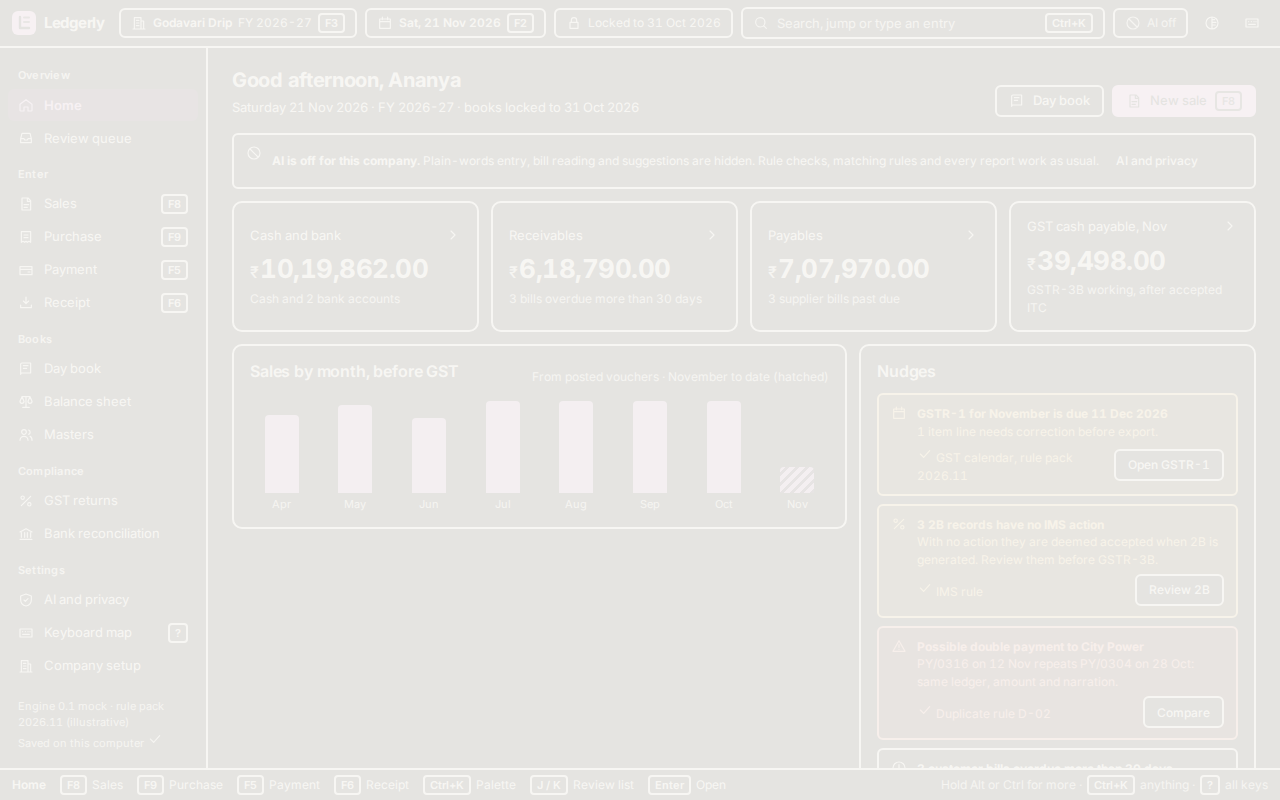 Ledgerly
Godavari Drip FY 2026-27 F3
Sat, 21 Nov 2026 F2
Locked to 31 Oct 2026
Search, jump or type an entry Ctrl+K
AI off
Overview
Home
Review queue
Enter
Sales F8
Purchase F9
Payment F5
Receipt F6
Books
Day book
Balance sheet
Masters
Compliance
GST returns
Bank reconciliation
Settings
AI and privacy
Keyboard map ?
Company setup
Engine 0.1 mock · rule pack
2026.11 (illustrative)
Saved on this computer
Good afternoon, Ananya
Saturday 21 Nov 2026 · FY 2026-27 · books locked to 31 Oct 2026
Day book
New sale F8
AI is off for this company. Plain-words entry, bill reading and suggestions are hidden. Rule checks, matching rules and every report work as usual. AI and privacy
Cash and bank
₹10,19,862.00
Cash and 2 bank accounts
Receivables
₹6,18,790.00
3 bills overdue more than 30 days
Payables
₹7,07,970.00
3 supplier bills past due
GST cash payable, Nov
₹39,498.00
GSTR-3B working, after accepted
ITC
Sales by month, before GST
From posted vouchers · November to date (hatched)
Apr May Jun Jul Aug Sep Oct Nov
Nudges
GSTR-1 for November is due 11 Dec 2026
1 item line needs correction before export.
GST calendar, rule pack
2026.11
Open GSTR-1
3 2B records have no IMS action
With no action they are deemed accepted when 2B is
generated. Review them before GSTR-3B.
IMS rule
Review 2B
Possible double payment to City Power
PY/0316 on 12 Nov repeats PY/0304 on 28 Oct:
same ledger, amount and narration.
Duplicate rule D-02
Compare
3 customer bills overdue more than 30 days
Home F8 Sales F9 Purchase F5 Payment F6 Receipt Ctrl+K Palette J / K Review list Enter Open
Hold Alt or Ctrl for more · Ctrl+K anything · ? all keys